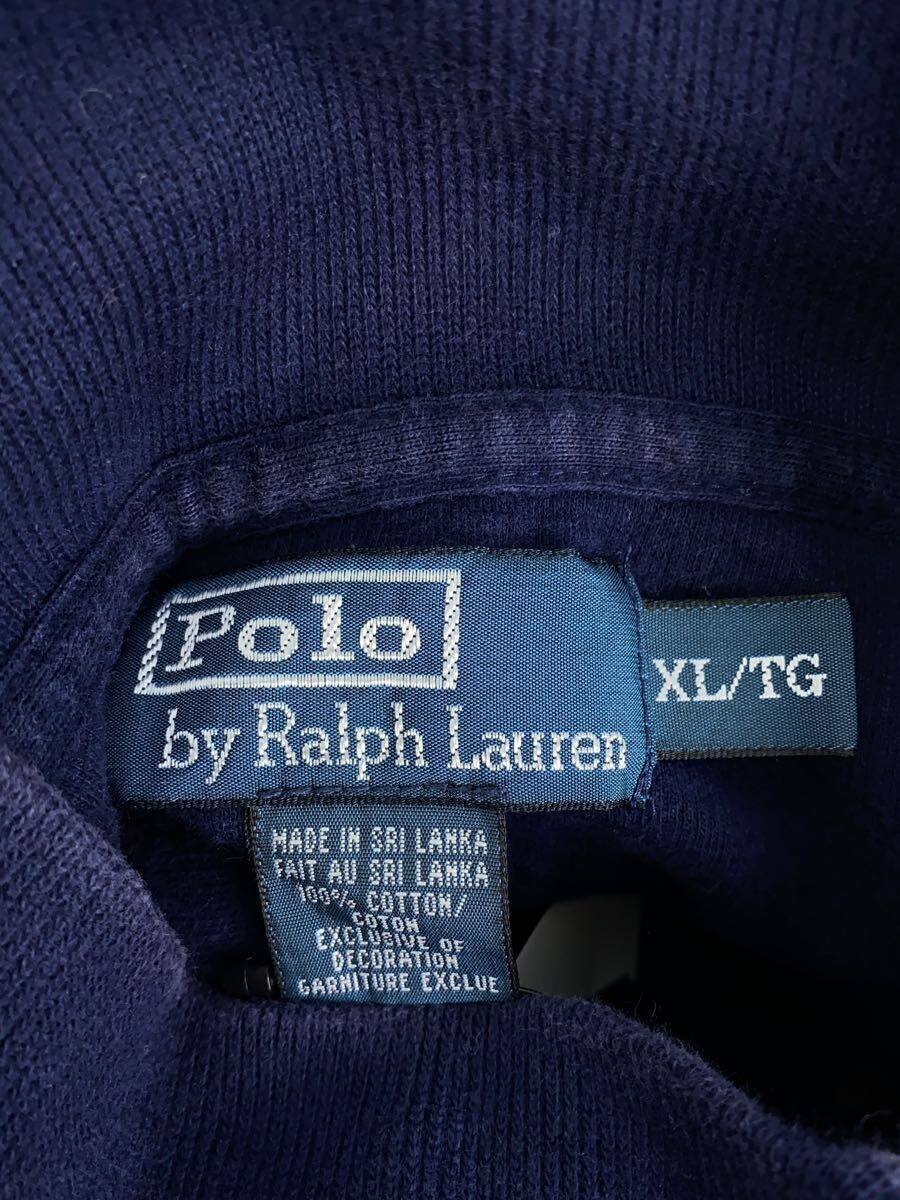 Polo
by Ralph Lauren
XL/TG
MADE IN SRI LANKA
FAIT AU SRI LANKA
100% COTTON/
COTON
EXCLUSIVE OF
DECORATION
GARNITURE EXCLUE